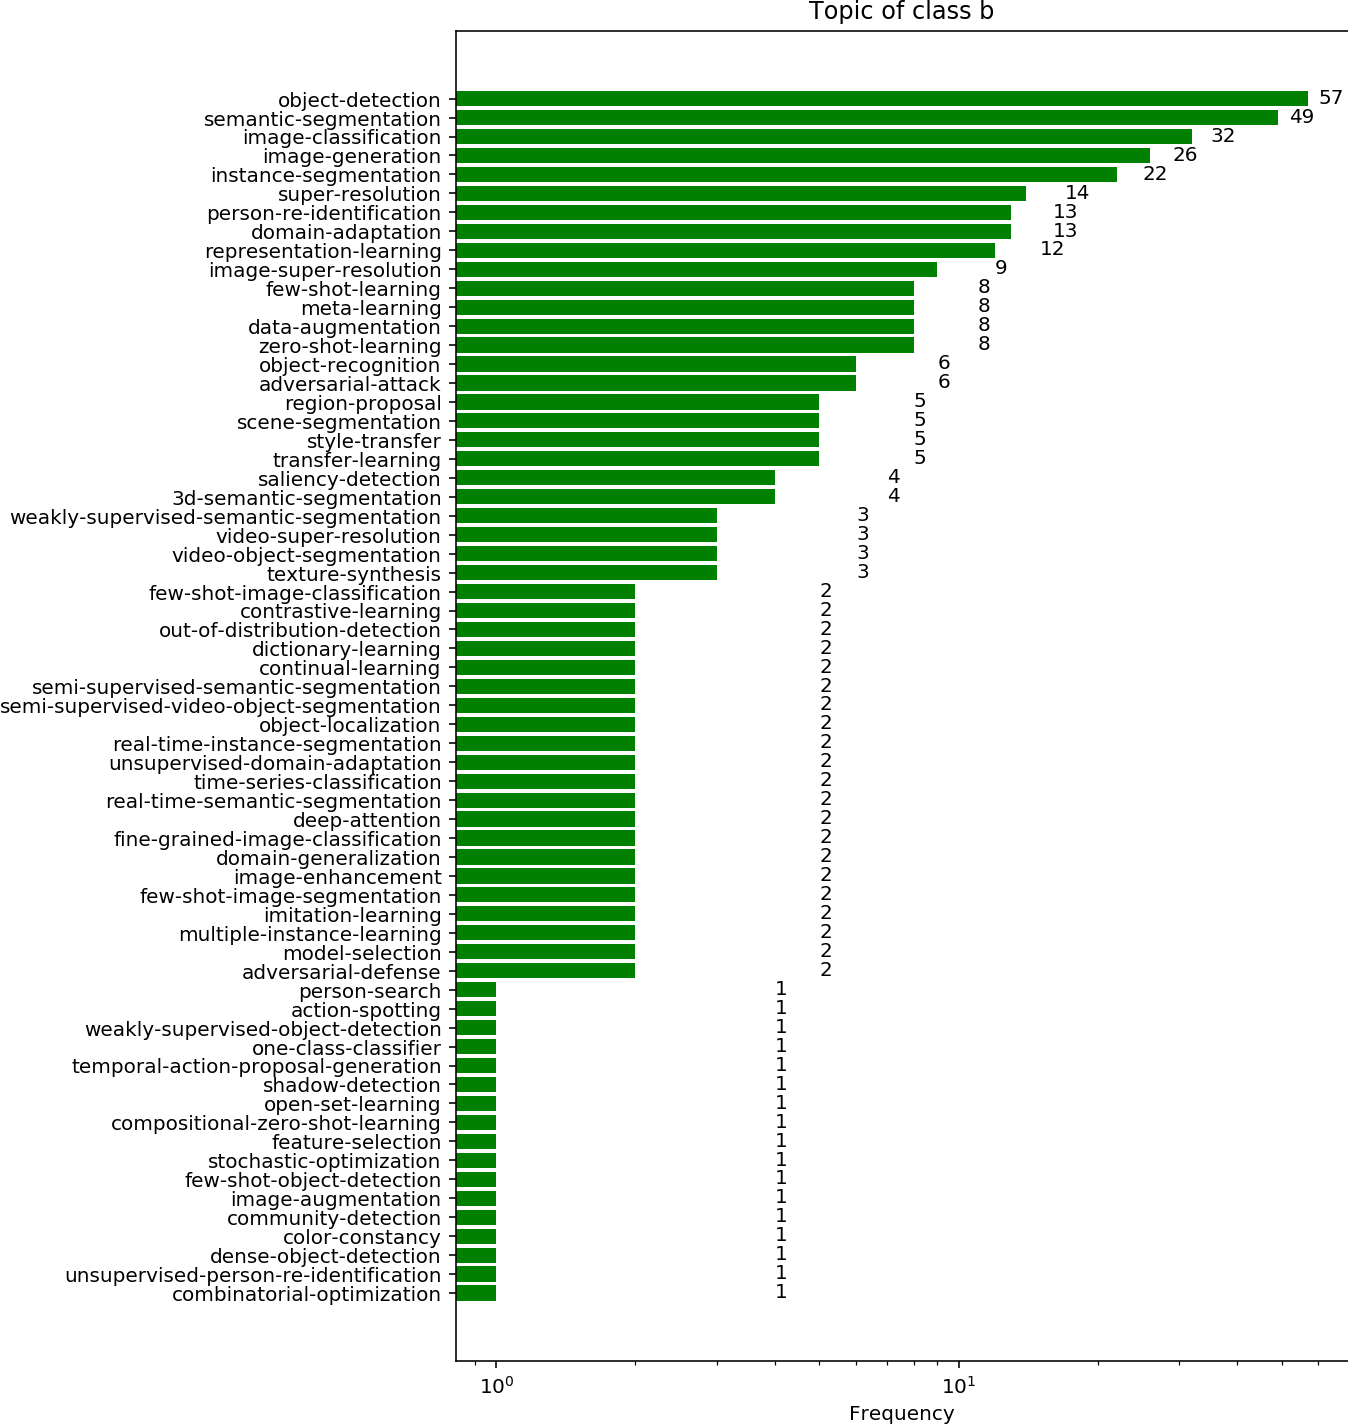 Topic of class b
object-detection 57
semantic-segmentation 49
image-classification 32
image-generation 26
instance-segmentation 22
super-resolution 14
person-re-identification 13
domain-adaptation 13
representation-learning 12
image-super-resolution 9
few-shot-learning 8
meta-learning 8
data-augmentation 8
zero-shot-learning 8
object-recognition 6
adversarial-attack 6
region-proposal 5
scene-segmentation 5
style-transfer 5
transfer-learning 5
saliency-detection 4
3d-semantic-segmentation 4
weakly-supervised-semantic-segmentation 3
video-super-resolution 3
video-object-segmentation 3
texture-synthesis 3
few-shot-image-classification 2
contrastive-learning 2
out-of-distribution-detection 2
dictionary-learning 2
continual-learning 2
semi-supervised-semantic-segmentation 2
semi-supervised-video-object-segmentation 2
object-localization 2
real-time-instance-segmentation 2
unsupervised-domain-adaptation 2
time-series-classification 2
real-time-semantic-segmentation 2
deep-attention 2
fine-grained-image-classification 2
domain-generalization 2
image-enhancement 2
few-shot-image-segmentation 2
imitation-learning 2
multiple-instance-learning 2
model-selection 2
adversarial-defense 2
person-search 1
action-spotting 1
weakly-supervised-object-detection 1
one-class-classifier 1
temporal-action-proposal-generation 1
shadow-detection 1
open-set-learning 1
compositional-zero-shot-learning 1
feature-selection 1
stochastic-optimization 1
few-shot-object-detection 1
image-augmentation 1
community-detection 1
color-constancy 1
dense-object-detection 1
unsupervised-person-re-identification 1
combinatorial-optimization 1
10⁰ 10¹
Frequency